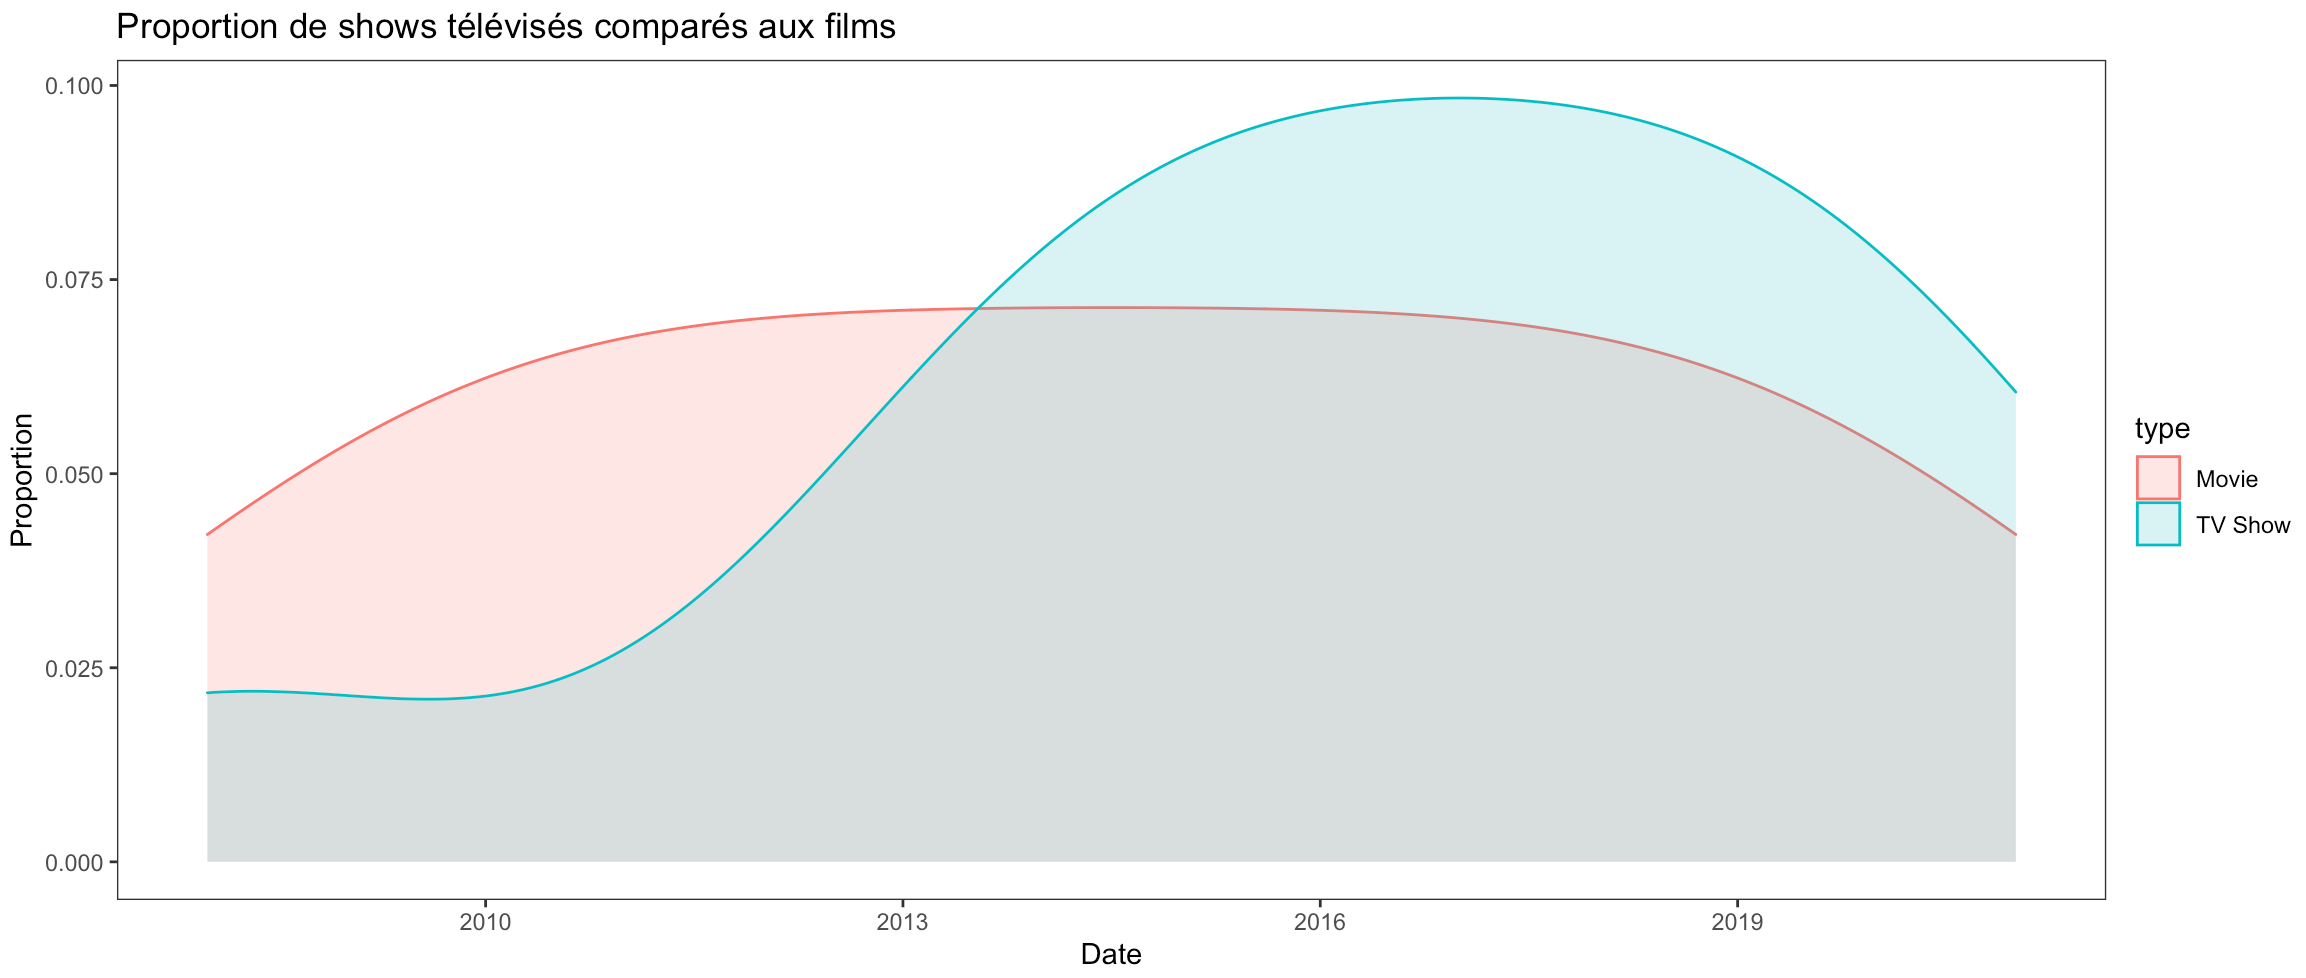 Proportion de shows télévisés comparés aux films
0.100
0.075
0.050
0.025
0.000
Proportion
2010 2013 2016 2019
Date
type
Movie
TV Show